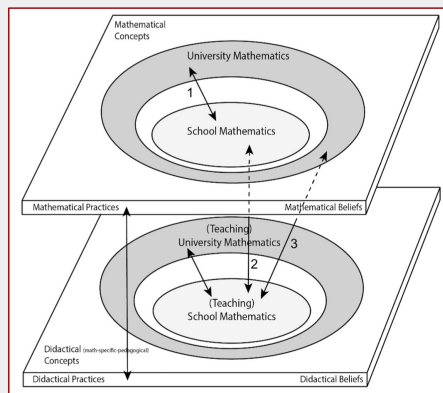 Mathematical
Concepts
University Mathematics
1
School Mathematics
Mathematical Practices
Mathematical Beliefs
(Teaching)
University Mathematics
3
2
(Teaching)
School Mathematics
Didactical (math-specific-pedagogical)
Concepts
Didactical Practices
Didactical Beliefs